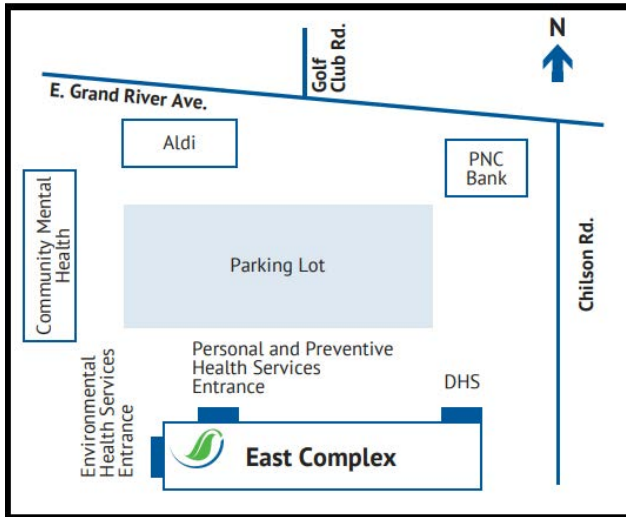 N
Golf
Club Rd.
E. Grand River Ave.
Aldi
PNC
Bank
Community Mental
Health
Parking Lot
Chilson Rd.
Personal and Preventive
Health Services
Entrance
DHS
Environmental
Health Services
Entrance
East Complex